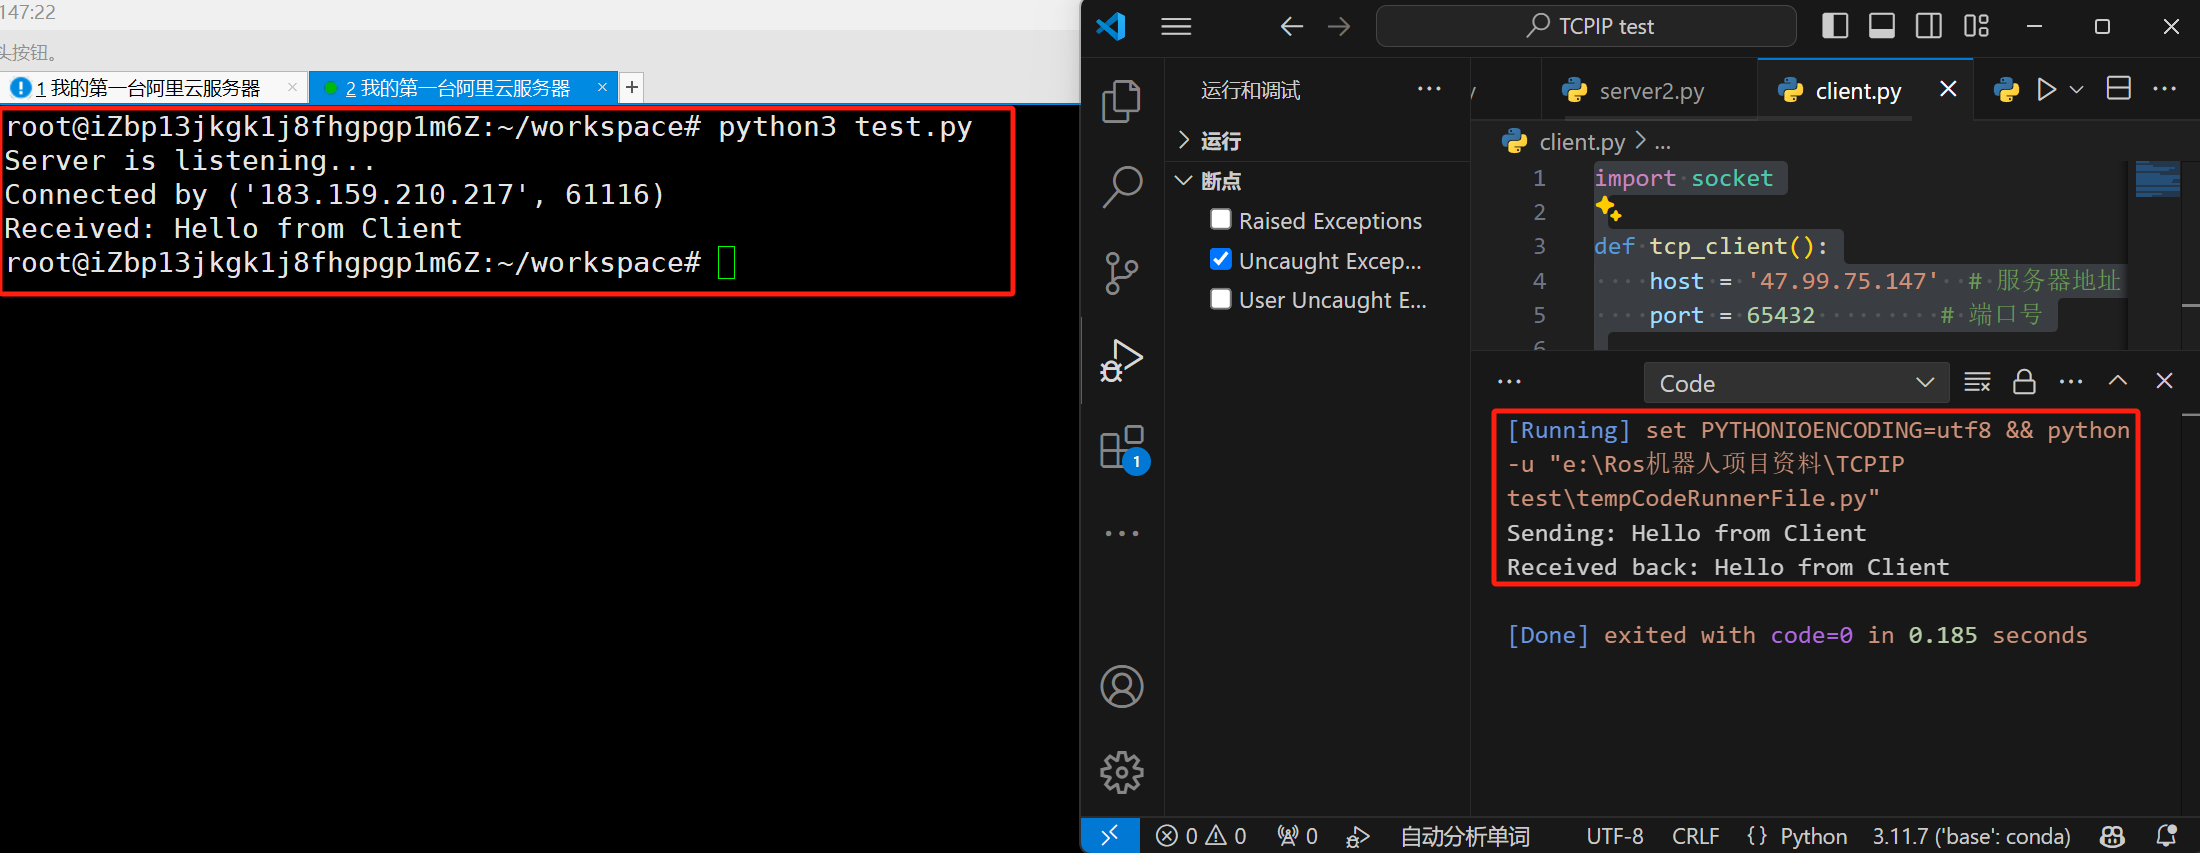 147:22
头按钮。
1 我的第一台阿里云服务器
2 我的第一台阿里云服务器
root@iZbp13jkgk1j8fhgpgp1m6Z:~/workspace# python3 test.py
Server is listening...
Connected by ('183.159.210.217', 61116)
Received: Hello from Client
root@iZbp13jkgk1j8fhgpgp1m6Z:~/workspace#
TCPIP test
运行和调试
运行
断点
Raised Exceptions
Uncaught Excep...
User Uncaught E...
1
y
server2.py
client.py
client.py > ...
1 import socket
2
3 def tcp_client():
4 host = '47.99.75.147' # 服务器地址
5 port = 65432 # 端口号
6
Code
[Running] set PYTHONIOENCODING=utf8 && python
-u "e:\Ros机器人项目资料\TCPIP
test\tempCodeRunnerFile.py"
Sending: Hello from Client
Received back: Hello from Client
[Done] exited with code=0 in 0.185 seconds
0 0 0 自动分析单词 UTF-8 CRLF {} Python 3.11.7 ('base': conda)